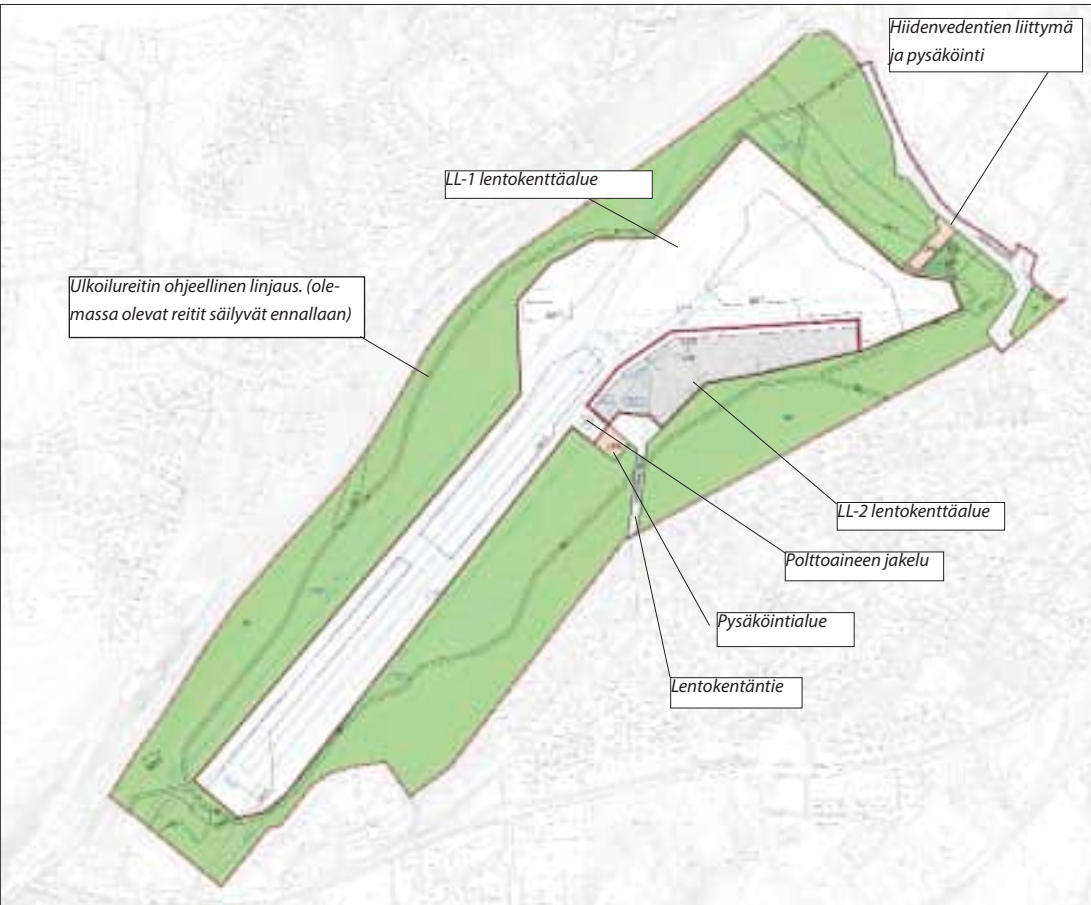 Hiidenvedentien liittymä
ja pysäköinti
LL-1 lentokenttäalue
Ulkoilureitin ohjeellinen linjaus. (ole-
massa olevat reitit säilyvät ennallaan)
LL-2 lentokenttäalue
Polttoaineen jakelu
Pysäköintialue
Lentokentäntie